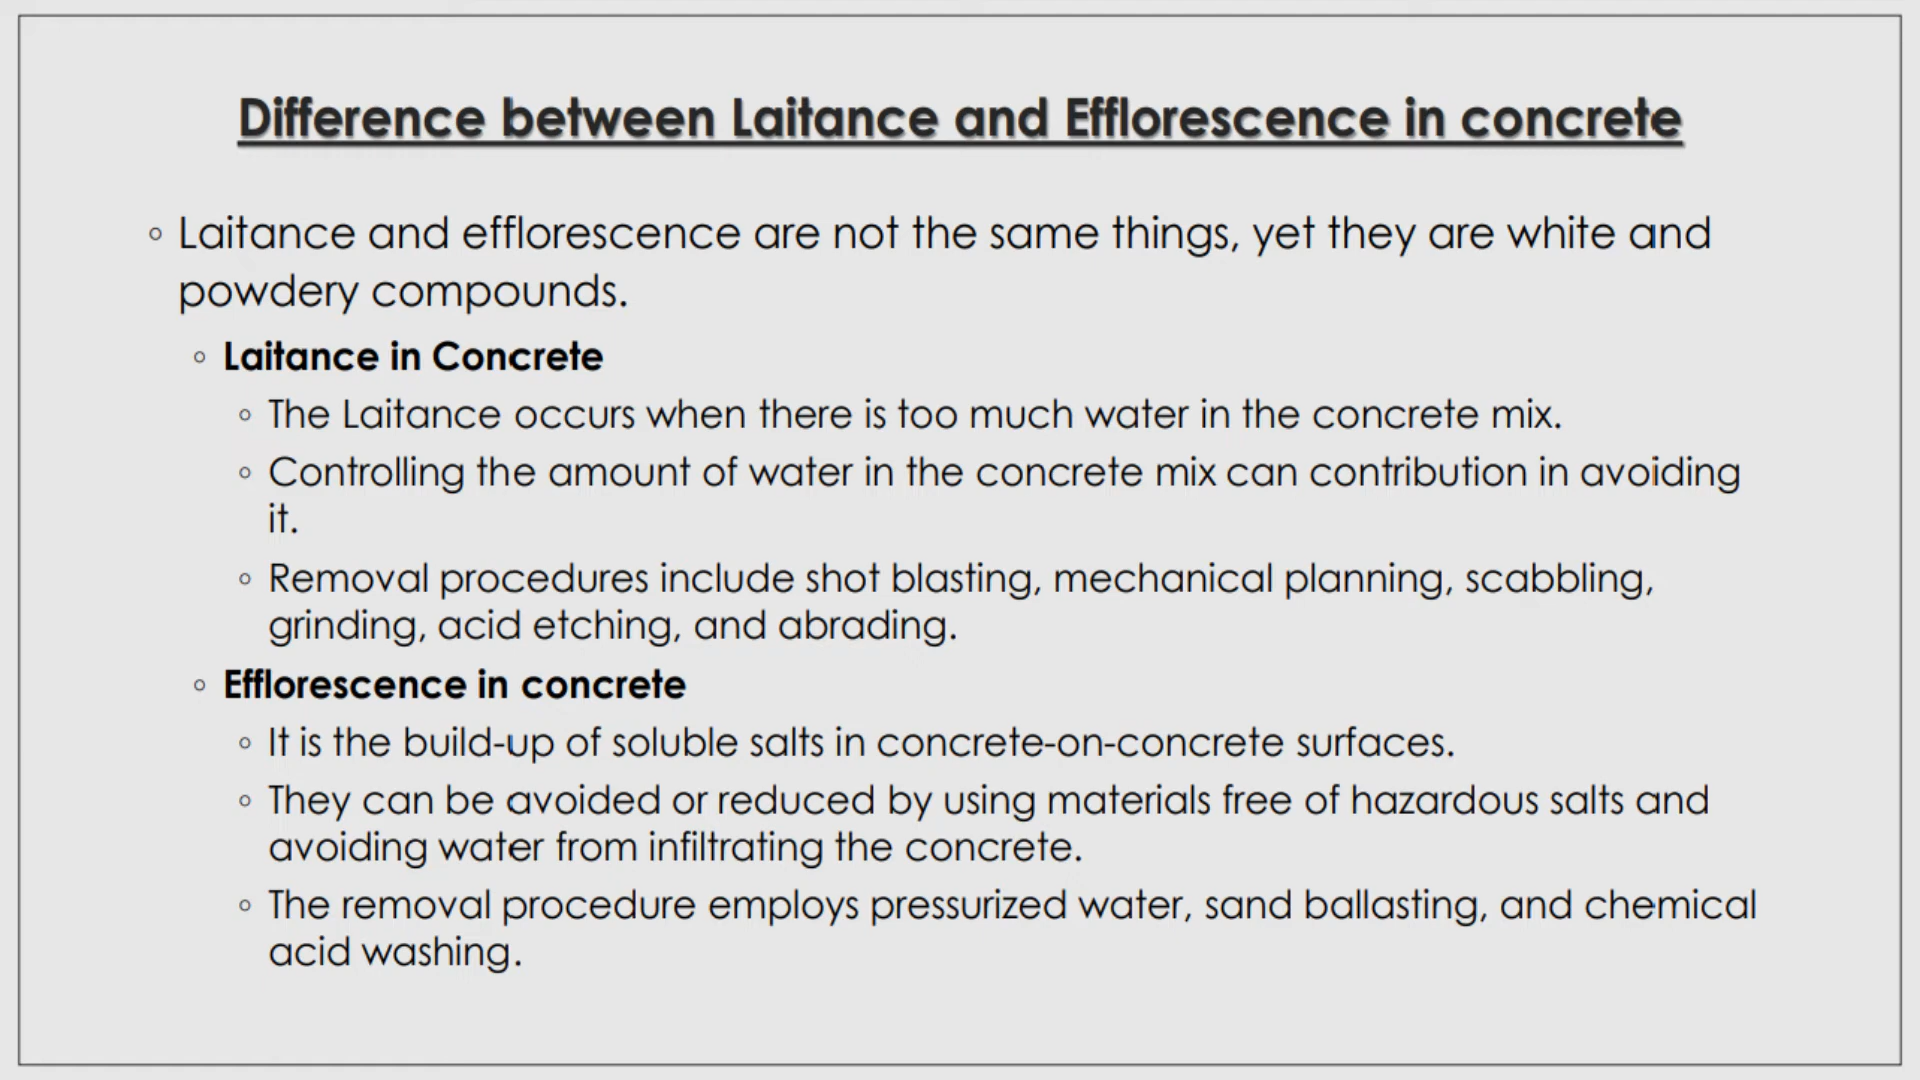 Difference between Laitance and Efflorescence in concrete
◦ Laitance and efflorescence are not the same things, yet they are white and
powdery compounds.
◦ Laitance in Concrete
◦ The Laitance occurs when there is too much water in the concrete mix.
◦ Controlling the amount of water in the concrete mix can contribution in avoiding
it.
◦ Removal procedures include shot blasting, mechanical planning, scabbling,
grinding, acid etching, and abrading.
◦ Efflorescence in concrete
◦ It is the build-up of soluble salts in concrete-on-concrete surfaces.
◦ They can be avoided or reduced by using materials free of hazardous salts and
avoiding water from infiltrating the concrete.
◦ The removal procedure employs pressurized water, sand ballasting, and chemical
acid washing.